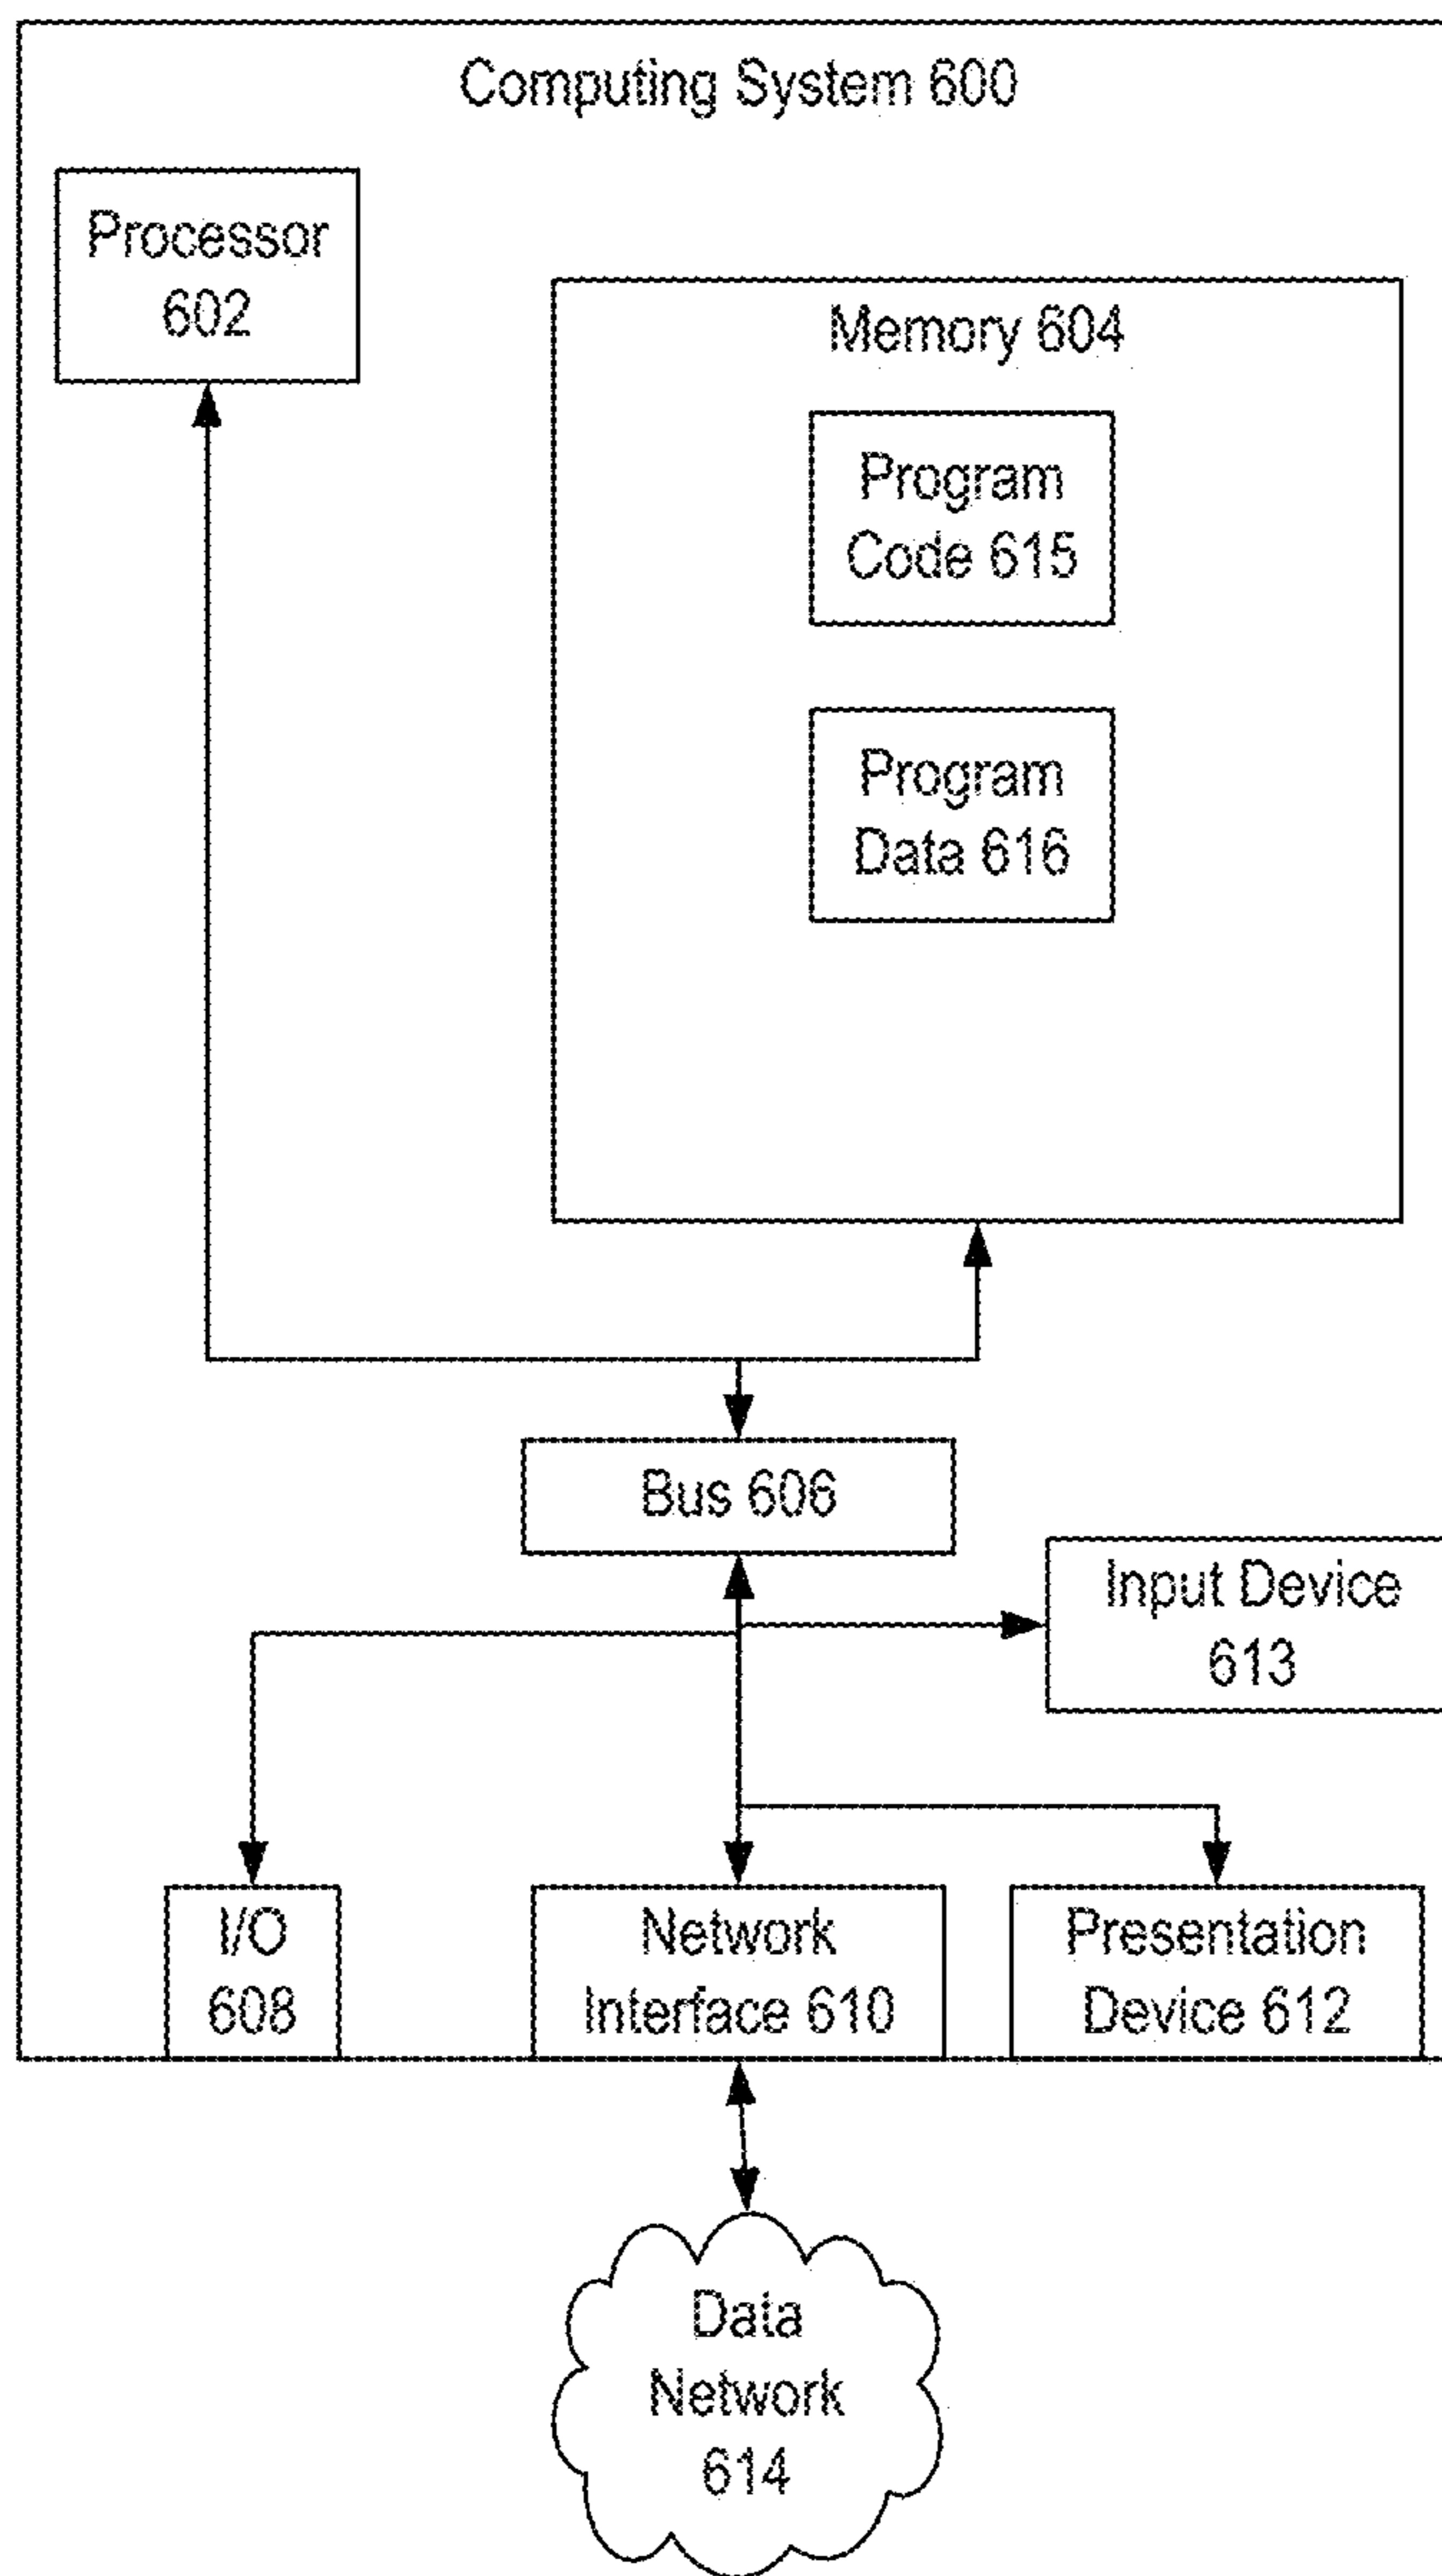 Computing System 600
Processor
602
Memory 604
Program
Code 615
Program
Data 616
Bus 606
Input Device
613
I/O
608
Network
Interface 610
Presentation
Device 612
Data
Network
614